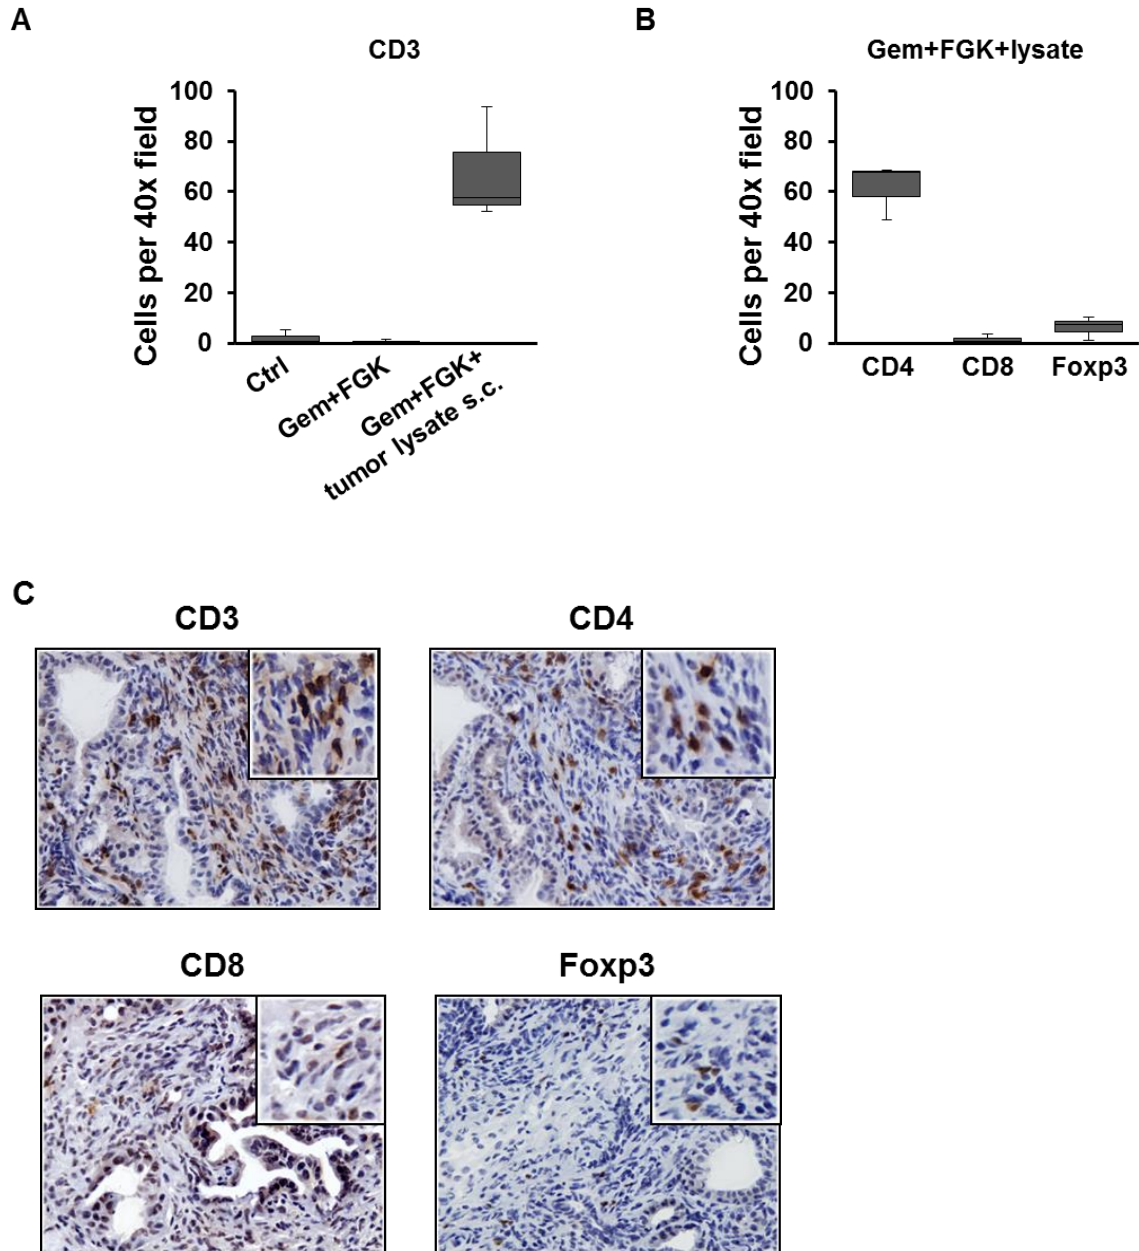 A
CD3
Cells per 40x field
100
80
60
40
20
0
Ctrl
Gem+FGK
Gem+FGK+
tumor lysate s.c.
B
Gem+FGK+lysate
Cells per 40x field
100
80
60
40
20
0
CD4
CD8
Foxp3
C
CD3
CD4
CD8
Foxp3